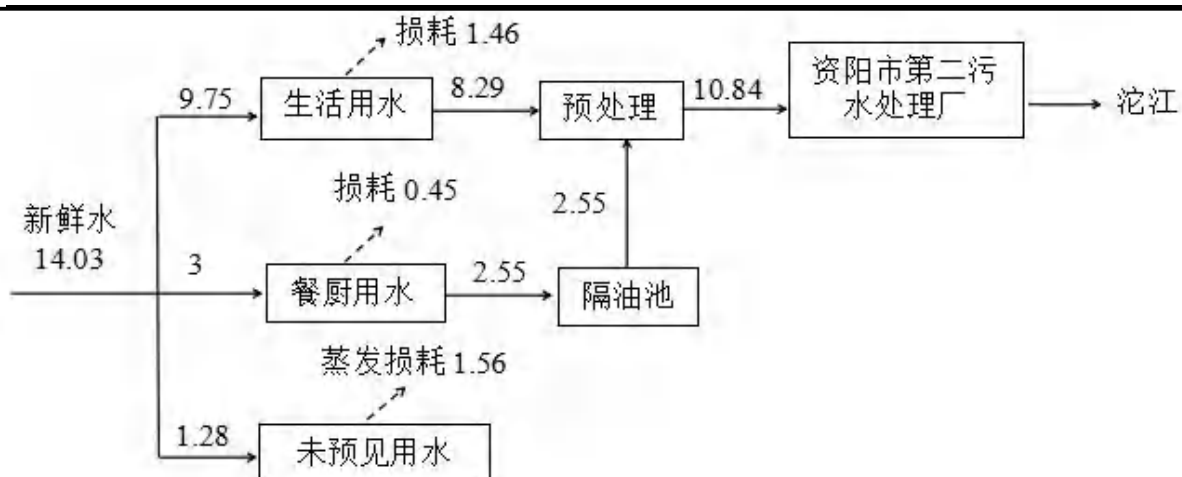 损耗 1.46
9.75
生活用水
8.29
预处理
10.84
资阳市第二污
水处理厂
沱江
损耗 0.45
2.55
新鲜水
14.03
3
餐厨用水
2.55
隔油池
蒸发损耗 1.56
1.28
未预见用水